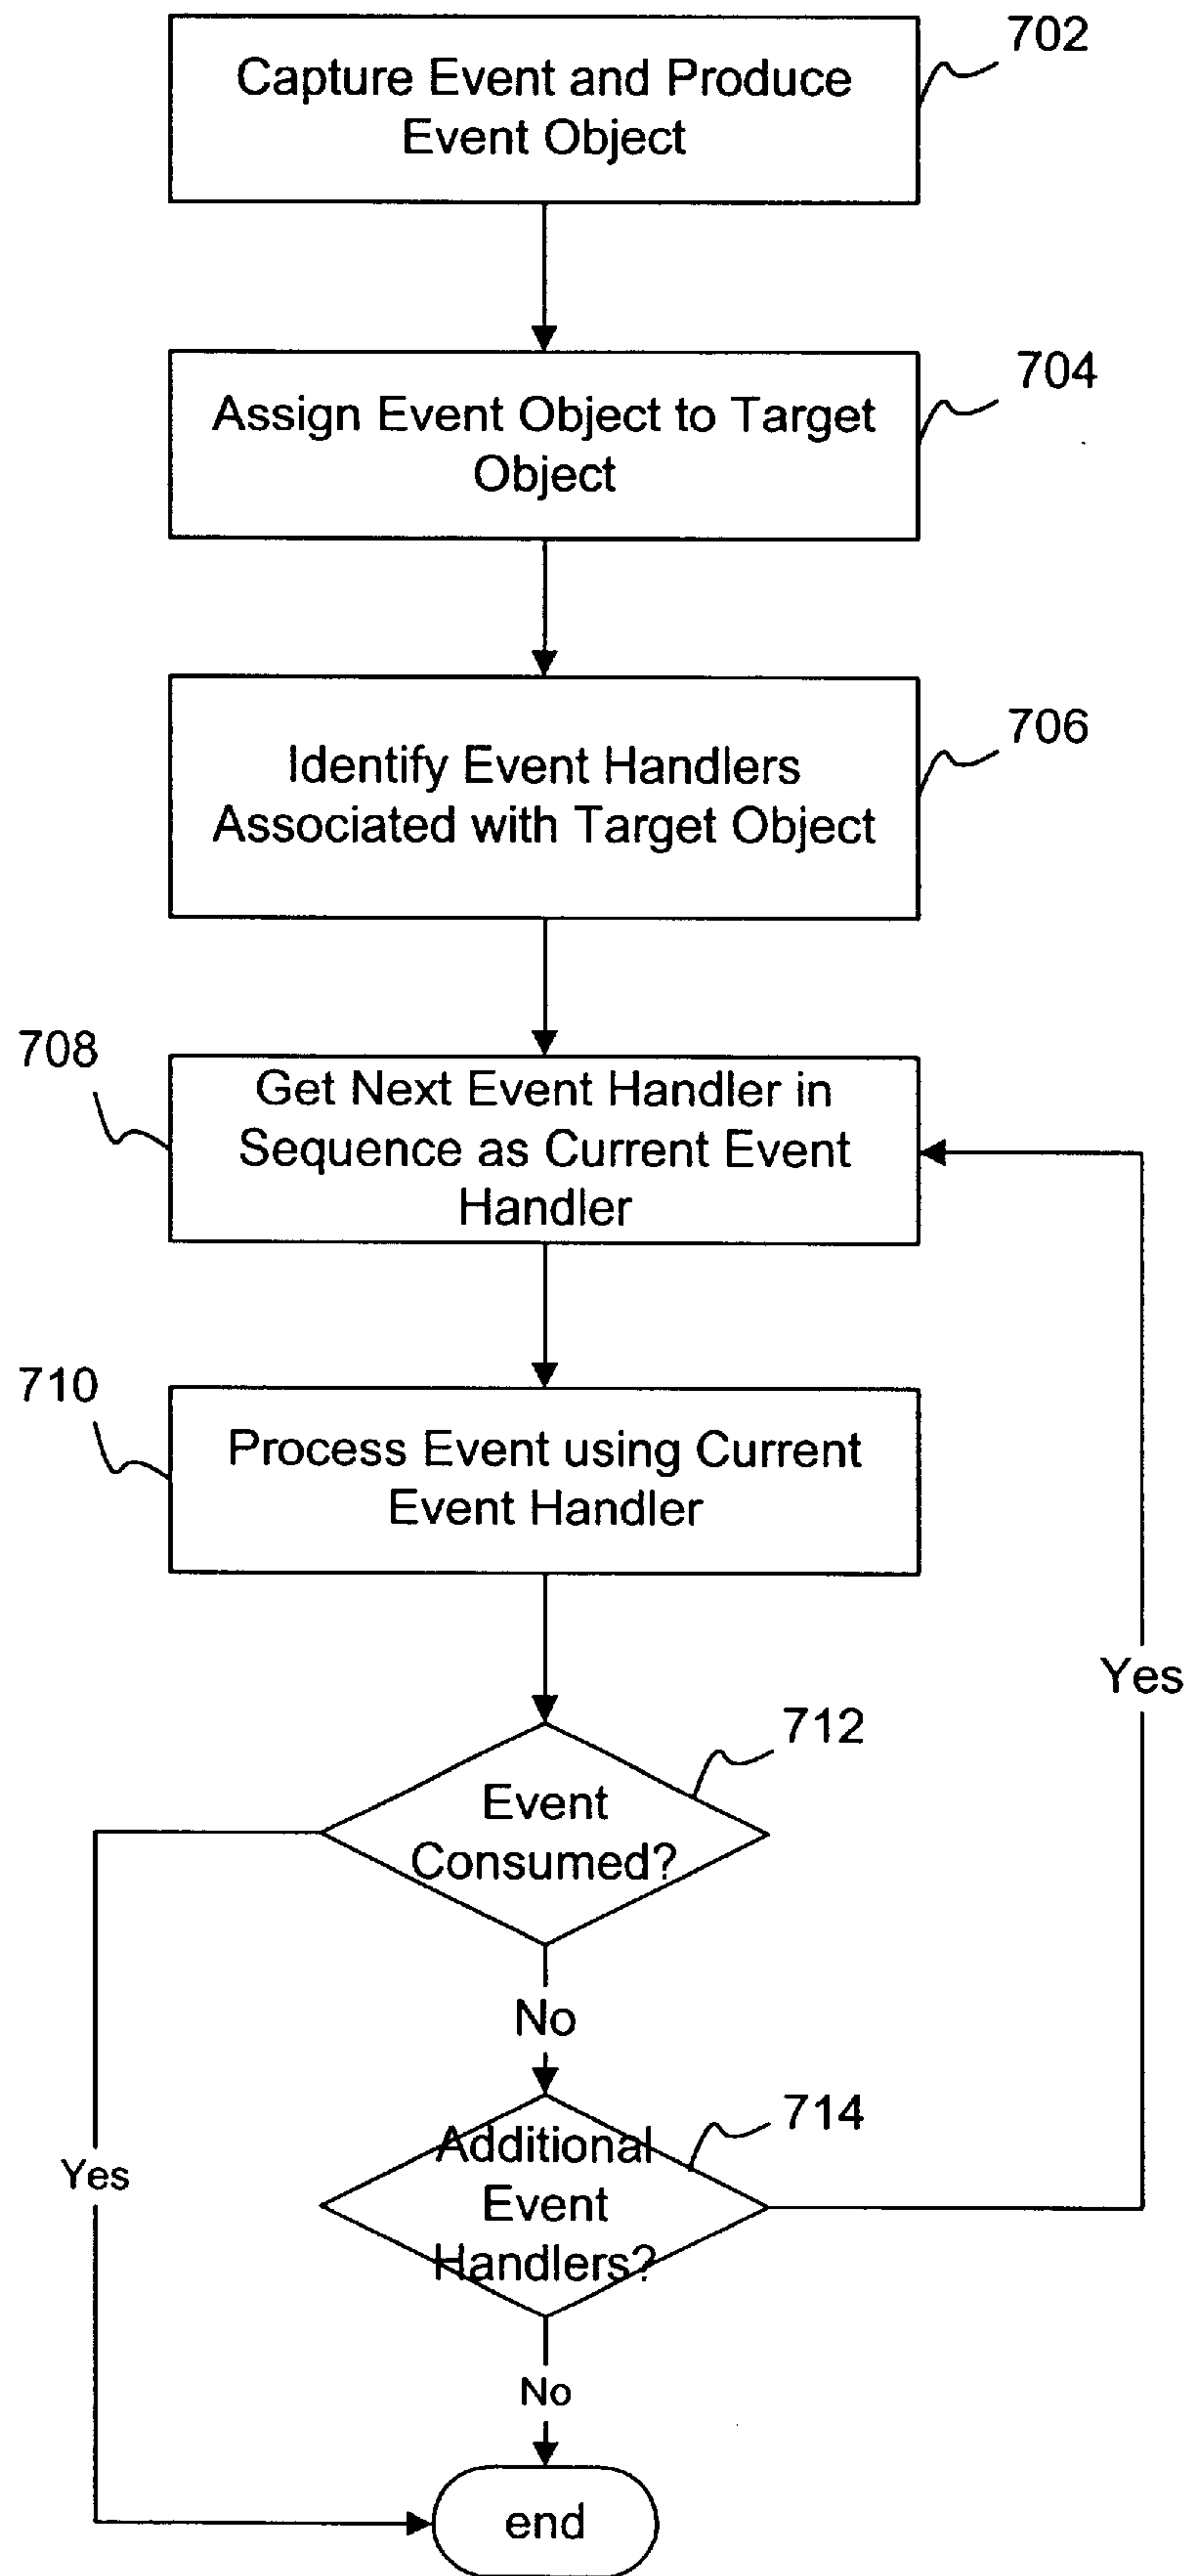 702
Capture Event and Produce
Event Object
704
Assign Event Object to Target
Object
706
Identify Event Handlers
Associated with Target Object
708
Get Next Event Handler in
Sequence as Current Event
Handler
710
Process Event using Current
Event Handler
Yes
712
Event
Consumed?
No
714
Additional
Event
Handlers?
Yes
No
end